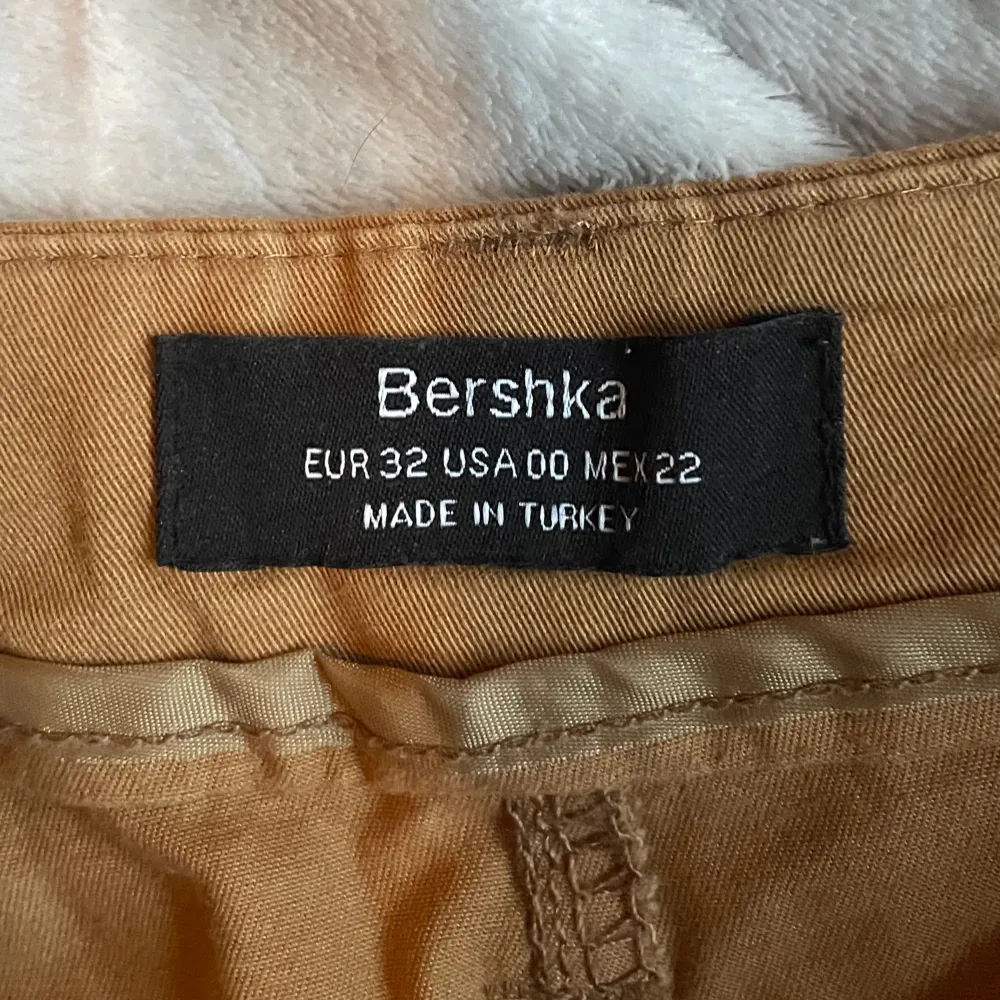 Bershka
EUR 32 USA 00 MEX 22
MADE IN TURKEY